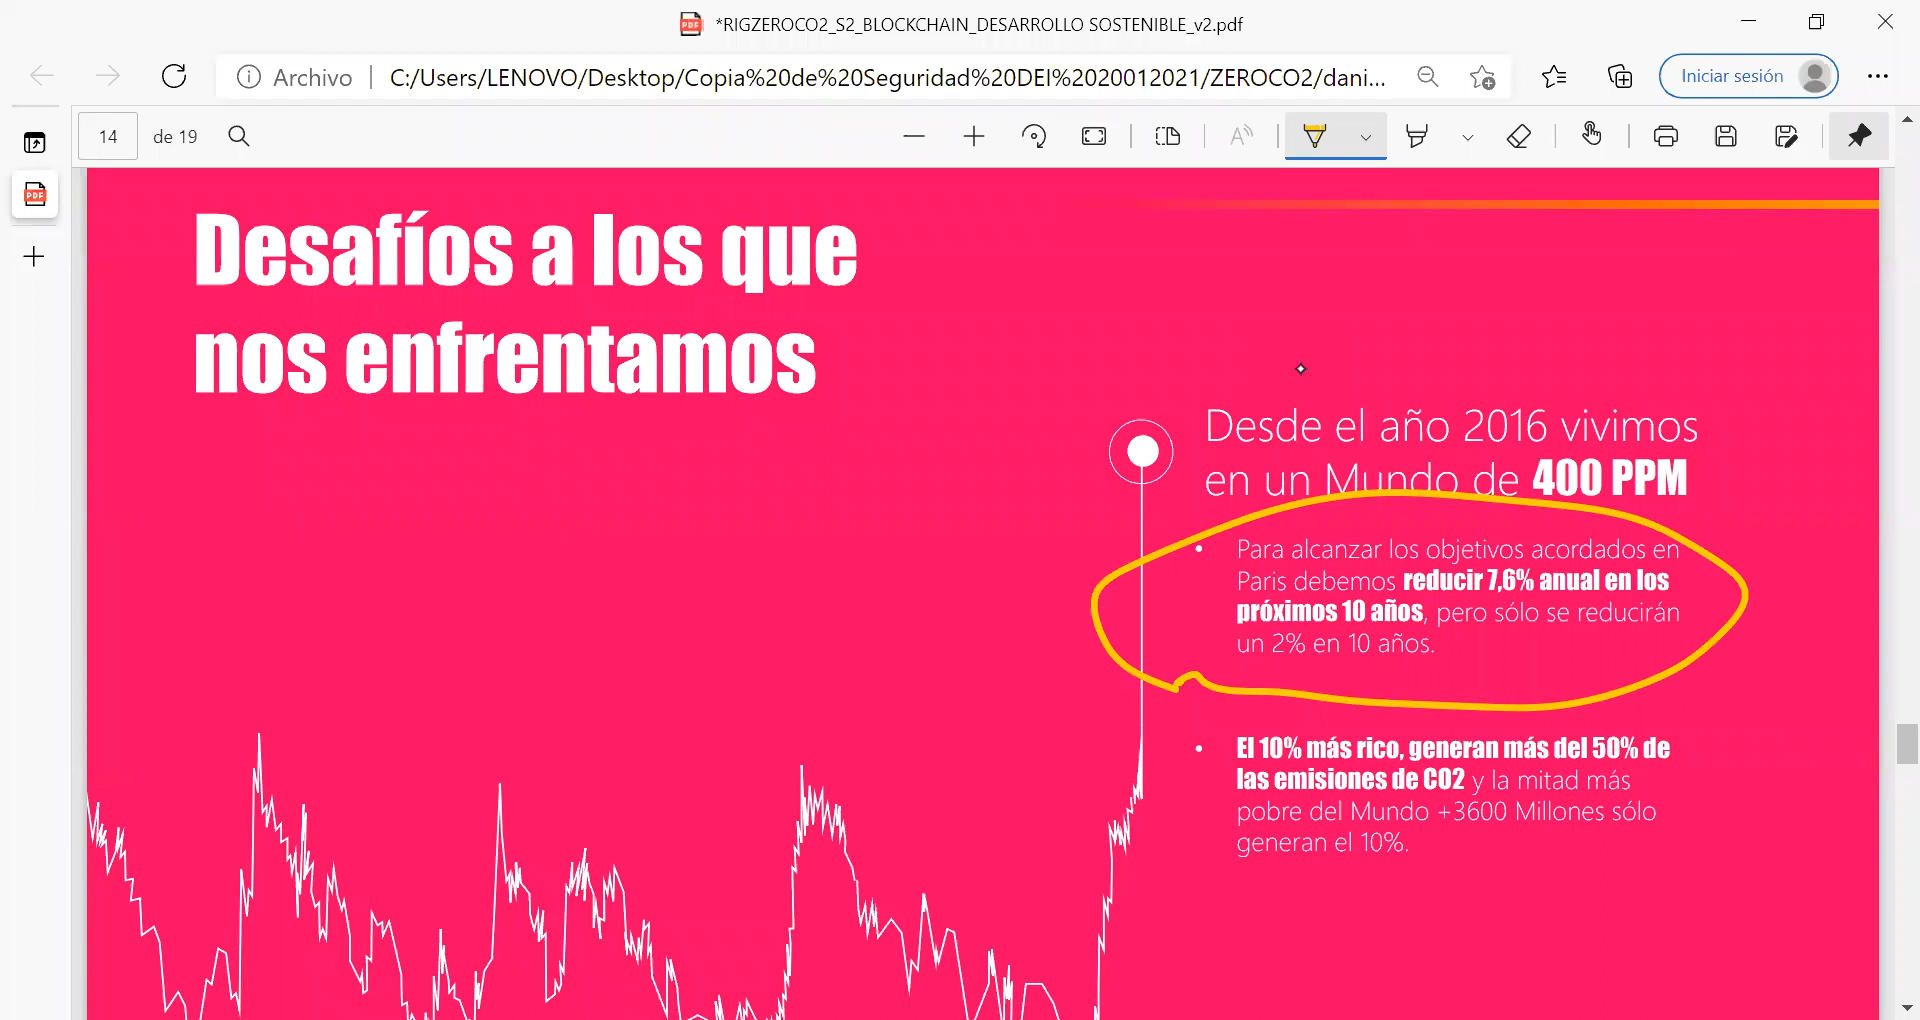 *RIGZEROCO2_S2_BLOCKCHAIN_DESARROLLO SOSTENIBLE_v2.pdf
Archivo
C:/Users/LENOVO/Desktop/Copia%20de%20Seguridad%20DEI%2020012021/ZEROCO2/dani...
Iniciar sesión
14 de 19
Desafíos a los que
nos enfrentamos
Desde el año 2016 vivimos
en un Mundo de 400 PPM
• Para alcanzar los objetivos acordados en
Paris debemos reducir 7,6% anual en los
próximos 10 años, pero sólo se reducirán
un 2% en 10 años.
• El 10% más rico, generan más del 50% de
las emisiones de CO2 y la mitad más
pobre del Mundo +3600 Millones sólo
generan el 10%.